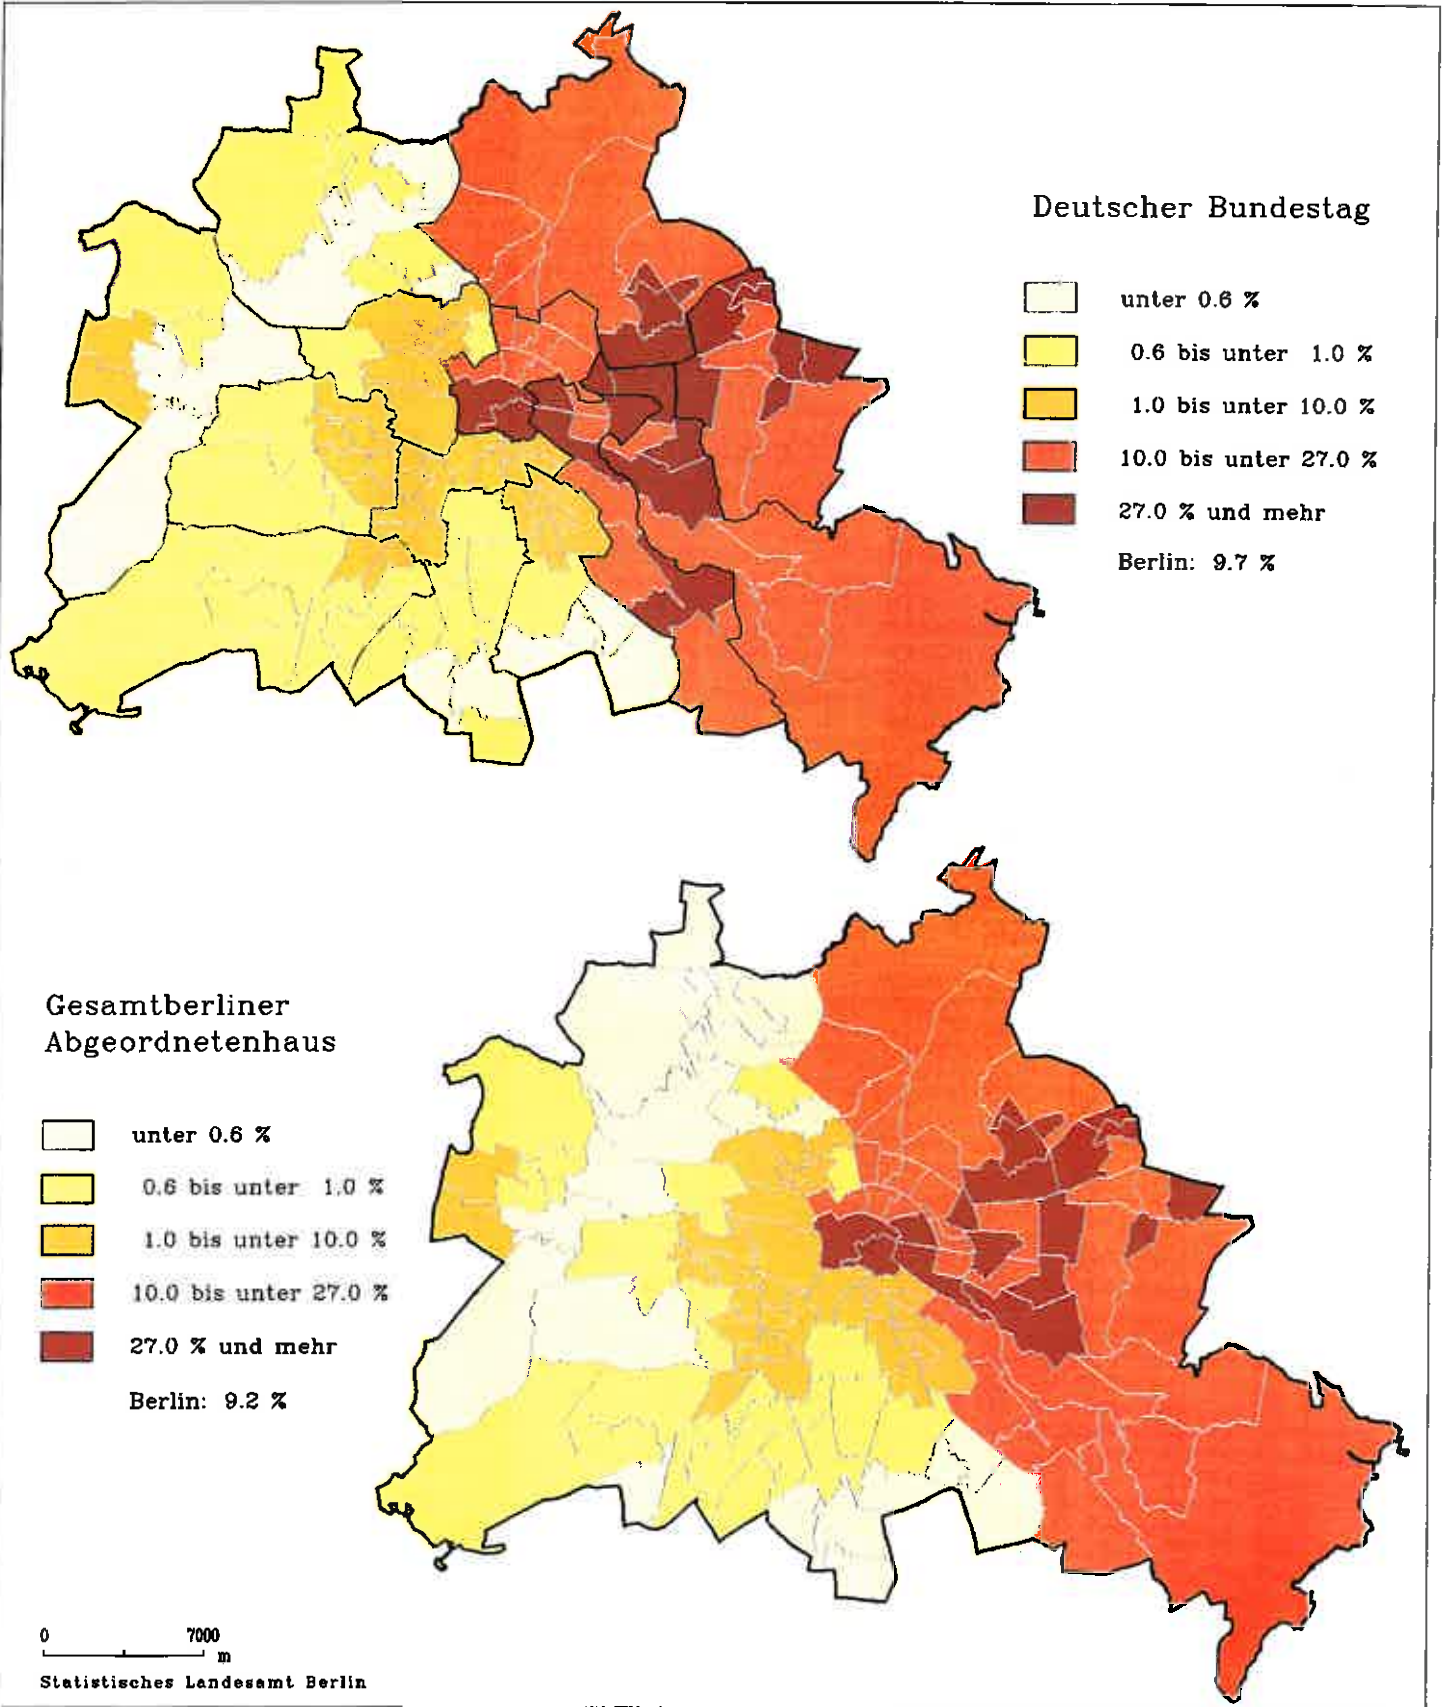 Deutscher Bundestag
unter 0.6 %
0.6 bis unter 1.0 %
1.0 bis unter 10.0 %
10.0 bis unter 27.0 %
27.0 % und mehr
Berlin: 9.7 %
Gesamtberliner
Abgeordnetenhaus
unter 0.6 %
0.6 bis unter 1.0 %
1.0 bis unter 10.0 %
10.0 bis unter 27.0 %
27.0 % und mehr
Berlin: 9.2 %
0 7000
m
Statistisches Landesamt Berlin